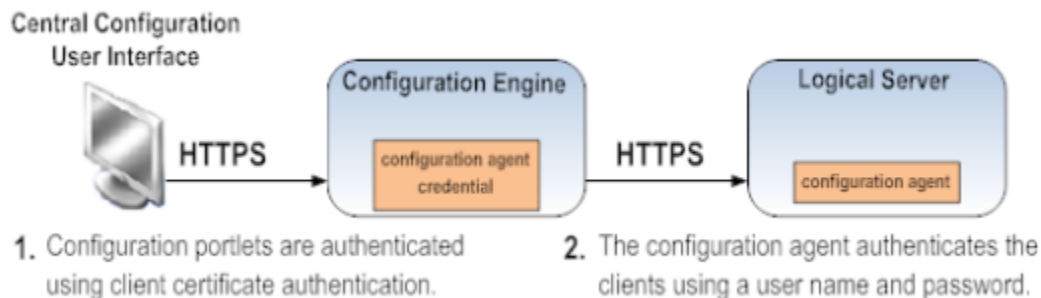 Central Configuration
User Interface
Configuration Engine
Logical Server
HTTPS
configuration agent
credential
HTTPS
configuration agent
1. Configuration portlets are authenticated
using client certificate authentication.
2. The configuration agent authenticates the
clients using a user name and password.